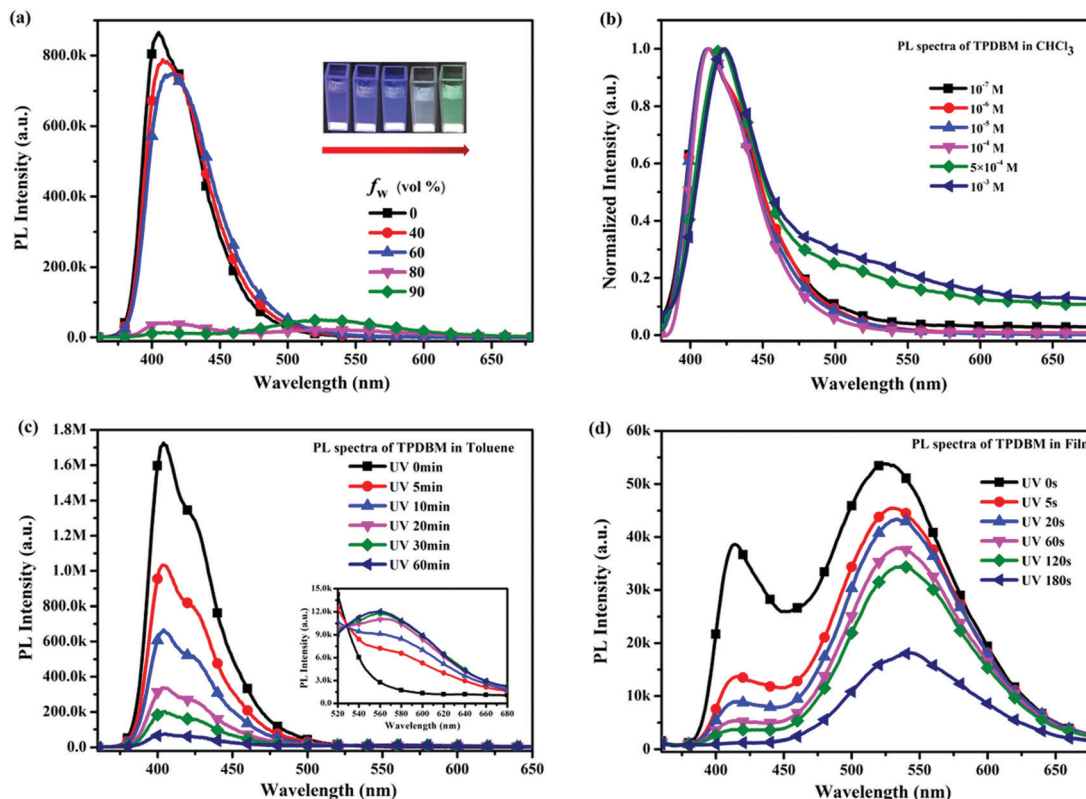 (a)
800.0k
600.0k
400.0k
200.0k
0.0
PL Intensity (a.u.)
fw (vol %)
0
40
60
80
90
400 450 500 550 600 650
Wavelength (nm)
(b)
1.0
0.8
0.6
0.4
0.2
0.0
Normalized Intensity (a.u.)
PL spectra of TPDBM in CHCl3
10-7 M
10-6 M
10-5 M
10-4 M
5×10-4 M
10-3 M
400 450 500 550 600 650
Wavelength (nm)
(c)
1.8M
1.6M
1.4M
1.2M
1.0M
800.0k
600.0k
400.0k
200.0k
0.0
PL Intensity (a.u.)
PL spectra of TPDBM in Toluene
UV 0min
UV 5min
UV 10min
UV 20min
UV 30min
UV 60min
15.0k
12.0k
9.0k
6.0k
3.0k
0.0
PL Intensity (a.u.)
520 540 560 580 600 620 640 660 680
Wavelength (nm)
400 450 500 550 600 650
Wavelength (nm)
(d)
60k
50k
40k
30k
20k
10k
0
PL Intensity (a.u.)
PL spectra of TPDBM in Film
UV 0s
UV 5s
UV 20s
UV 60s
UV 120s
UV 180s
400 450 500 550 600 650
Wavelength (nm)